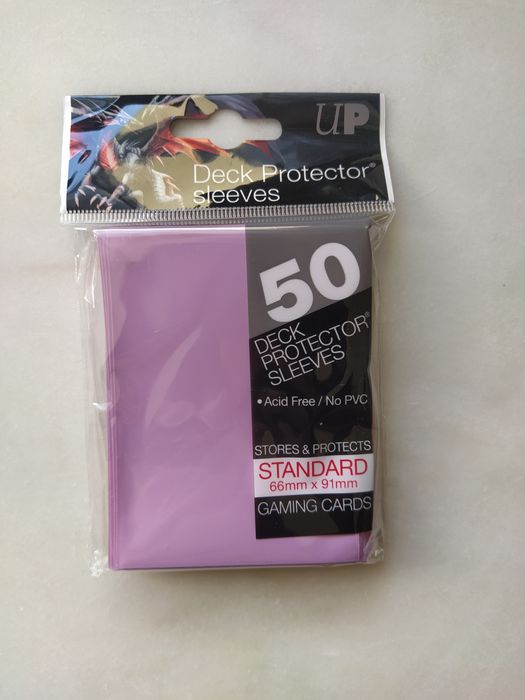 UP
Deck Protector®
sleeves
50
DECK
PROTECTOR®
SLEEVES
• Acid Free / No PVC
STORES & PROTECTS
STANDARD
66mm x 91mm
GAMING CARDS